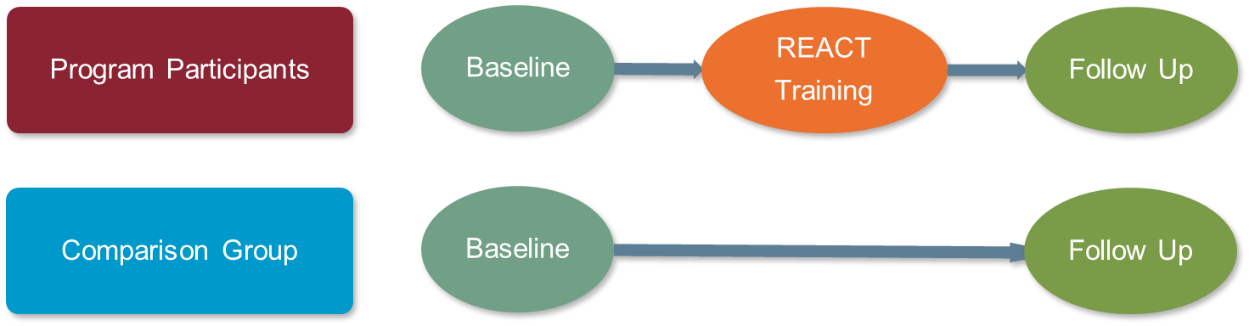 Program Participants
Baseline
REACT
Training
Follow Up
Comparison Group
Baseline
Follow Up